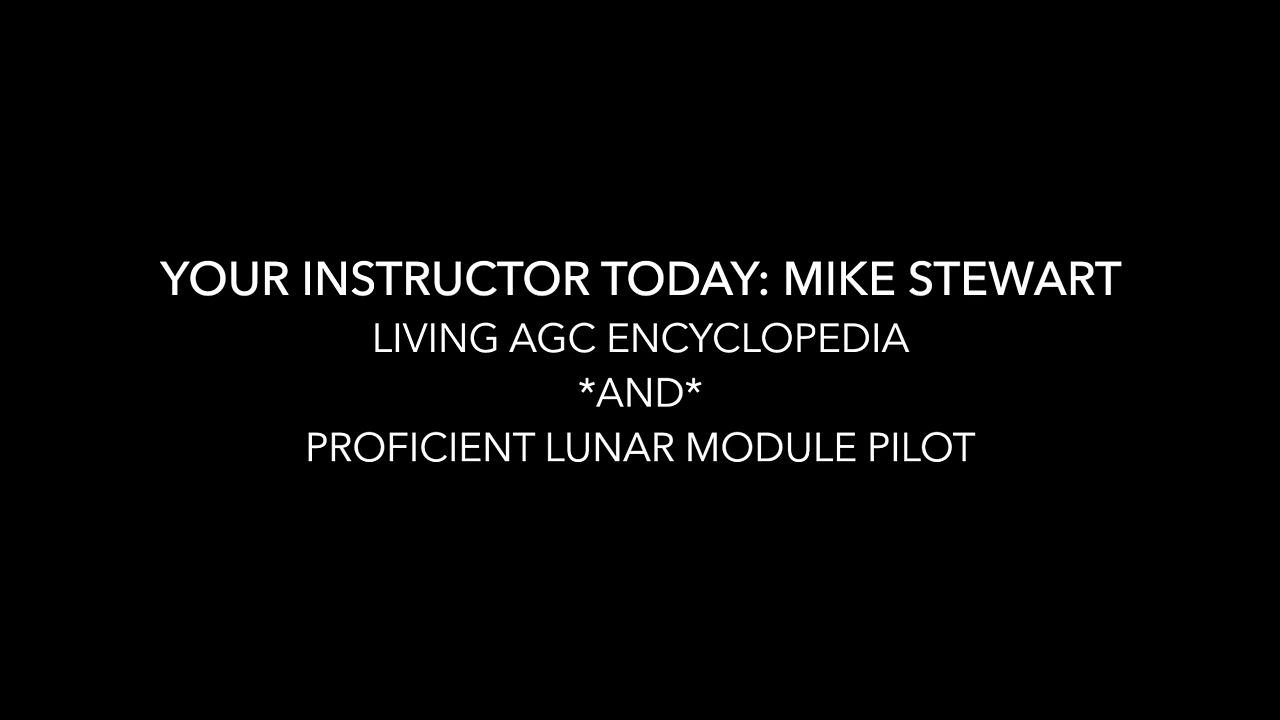 YOUR INSTRUCTOR TODAY: MIKE STEWART
LIVING AGC ENCYCLOPEDIA
*AND*
PROFICIENT LUNAR MODULE PILOT